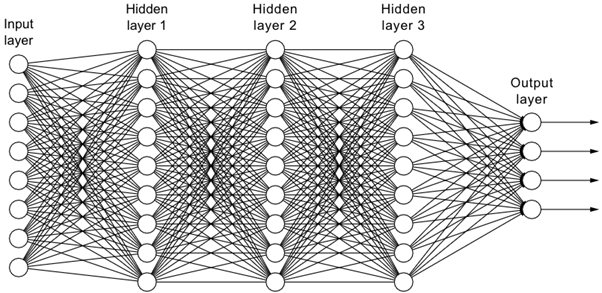 Input
layer
Hidden
layer 1
Hidden
layer 2
Hidden
layer 3
Output
layer